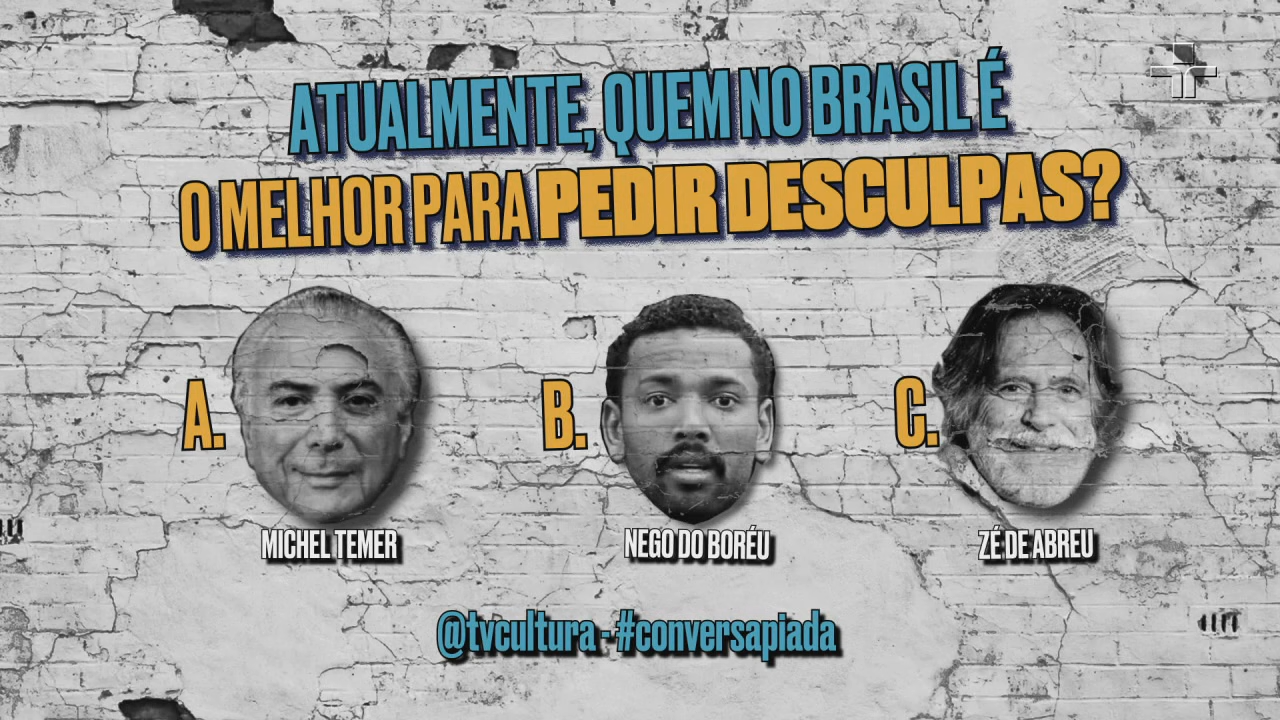 ATUALMENTE, QUEM NO BRASIL É
O MELHOR PARA PEDIR DESCULPAS?
A.
B.
C.
MICHEL TEMER
NEGO DO BORÉU
ZÉ DE ABREU
@tvcultura - #conversapiada